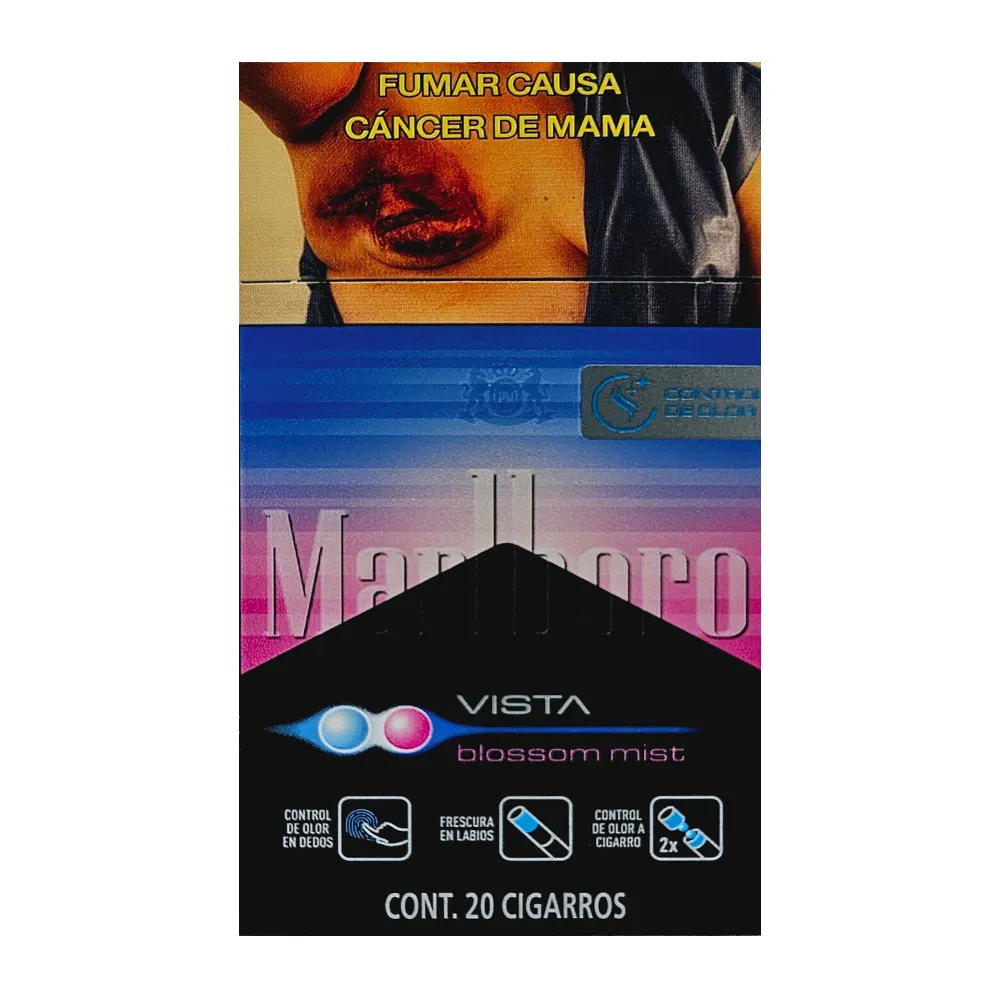 FUMAR CAUSA
CÁNCER DE MAMA
CONTROL
DE OLOR
Marlboro
VISTA
blossom mist
CONTROL
DE OLOR
EN DEDOS
FRESCURA
EN LABIOS
CONTROL
DE OLOR A
CIGARRO
2x
CONT. 20 CIGARROS